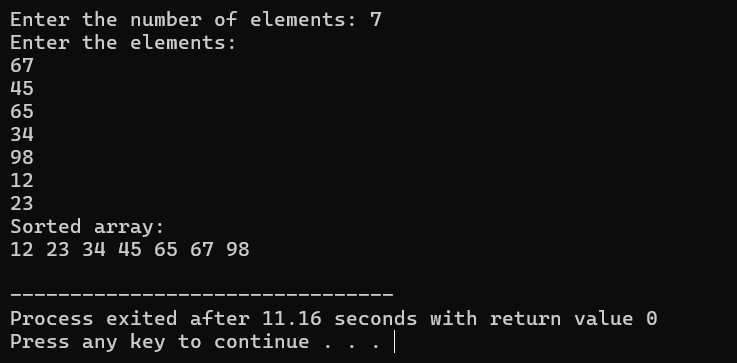 Enter the number of elements: 7
Enter the elements:
67
45
65
34
98
12
23
Sorted array:
12 23 34 45 65 67 98
--------------------------------
Process exited after 11.16 seconds with return value 0
Press any key to continue . . .